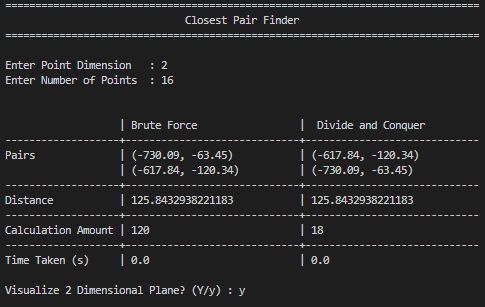 ================================================================================
Closest Pair Finder
================================================================================
Enter Point Dimension : 2
Enter Number of Points : 16
| Brute Force | Divide and Conquer
-------------------+-----------------------------+-----------------------------
Pairs | (-730.09, -63.45) | (-617.84, -120.34)
| (-617.84, -120.34) | (-730.09, -63.45)
-------------------+-----------------------------+-----------------------------
Distance | 125.8432938221183 | 125.8432938221183
-------------------+-----------------------------+-----------------------------
Calculation Amount | 120 | 18
-------------------+-----------------------------+-----------------------------
Time Taken (s) | 0.0 | 0.0
Visualize 2 Dimensional Plane? (Y/y) : y